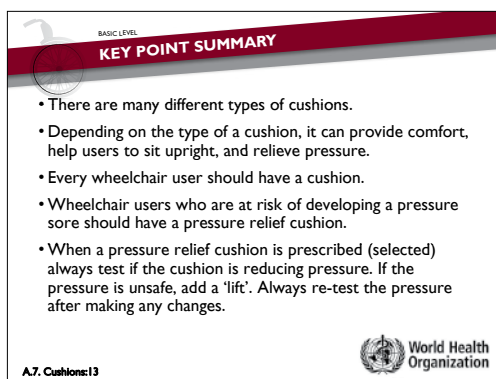 BASIC LEVEL
KEY POINT SUMMARY
• There are many different types of cushions.
• Depending on the type of a cushion, it can provide comfort,
help users to sit upright, and relieve pressure.
• Every wheelchair user should have a cushion.
• Wheelchair users who are at risk of developing a pressure
sore should have a pressure relief cushion.
• When a pressure relief cushion is prescribed (selected)
always test if the cushion is reducing pressure. If the
pressure is unsafe, add a ‘lift’. Always re-test the pressure
after making any changes.
World Health
Organization
A.7. Cushions:13